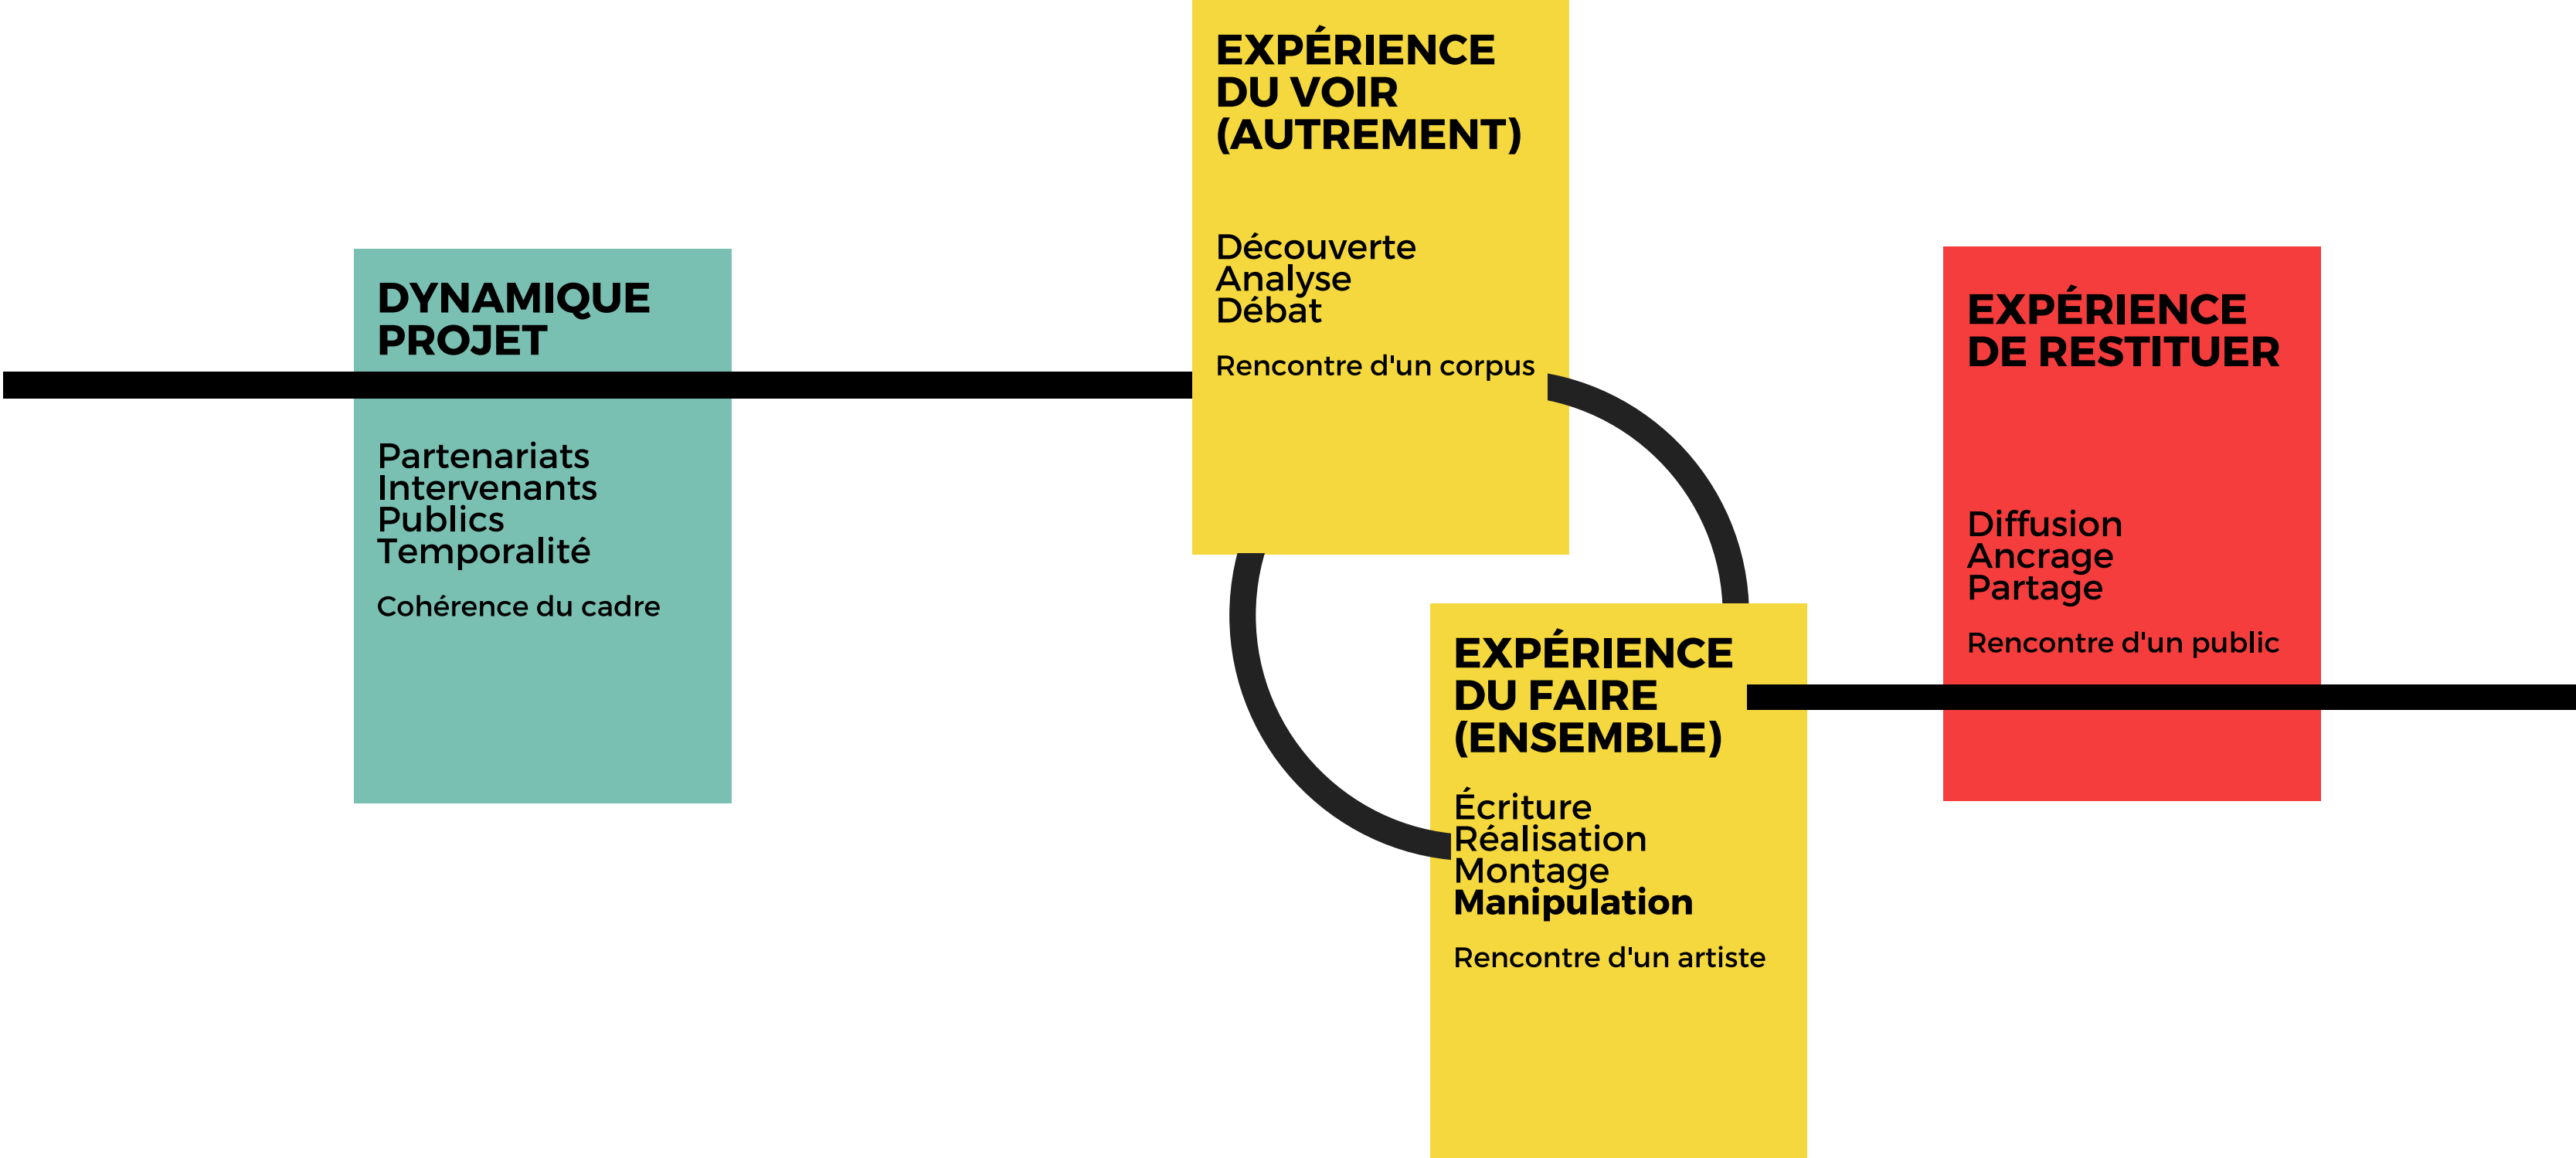 DYNAMIQUE
PROJET
Partenariats
Intervenants
Publics
Temporalité
Cohérence du cadre
EXPÉRIENCE
DU VOIR
(AUTREMENT)
Découverte
Analyse
Débat
Rencontre d'un corpus
EXPÉRIENCE
DU FAIRE
(ENSEMBLE)
Écriture
Réalisation
Montage
Manipulation
Rencontre d'un artiste
EXPÉRIENCE
DE RESTITUER
Diffusion
Ancrage
Partage
Rencontre d'un public